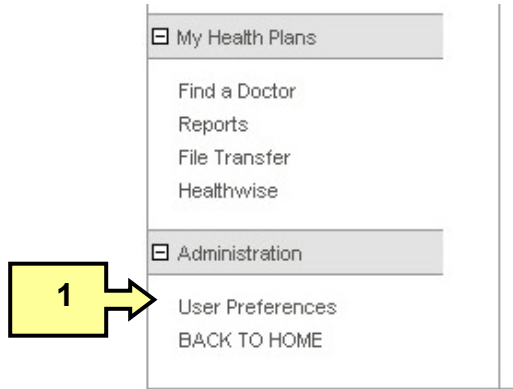 My Health Plans
Find a Doctor
Reports
File Transfer
Healthwise
Administration
1
User Preferences
BACK TO HOME